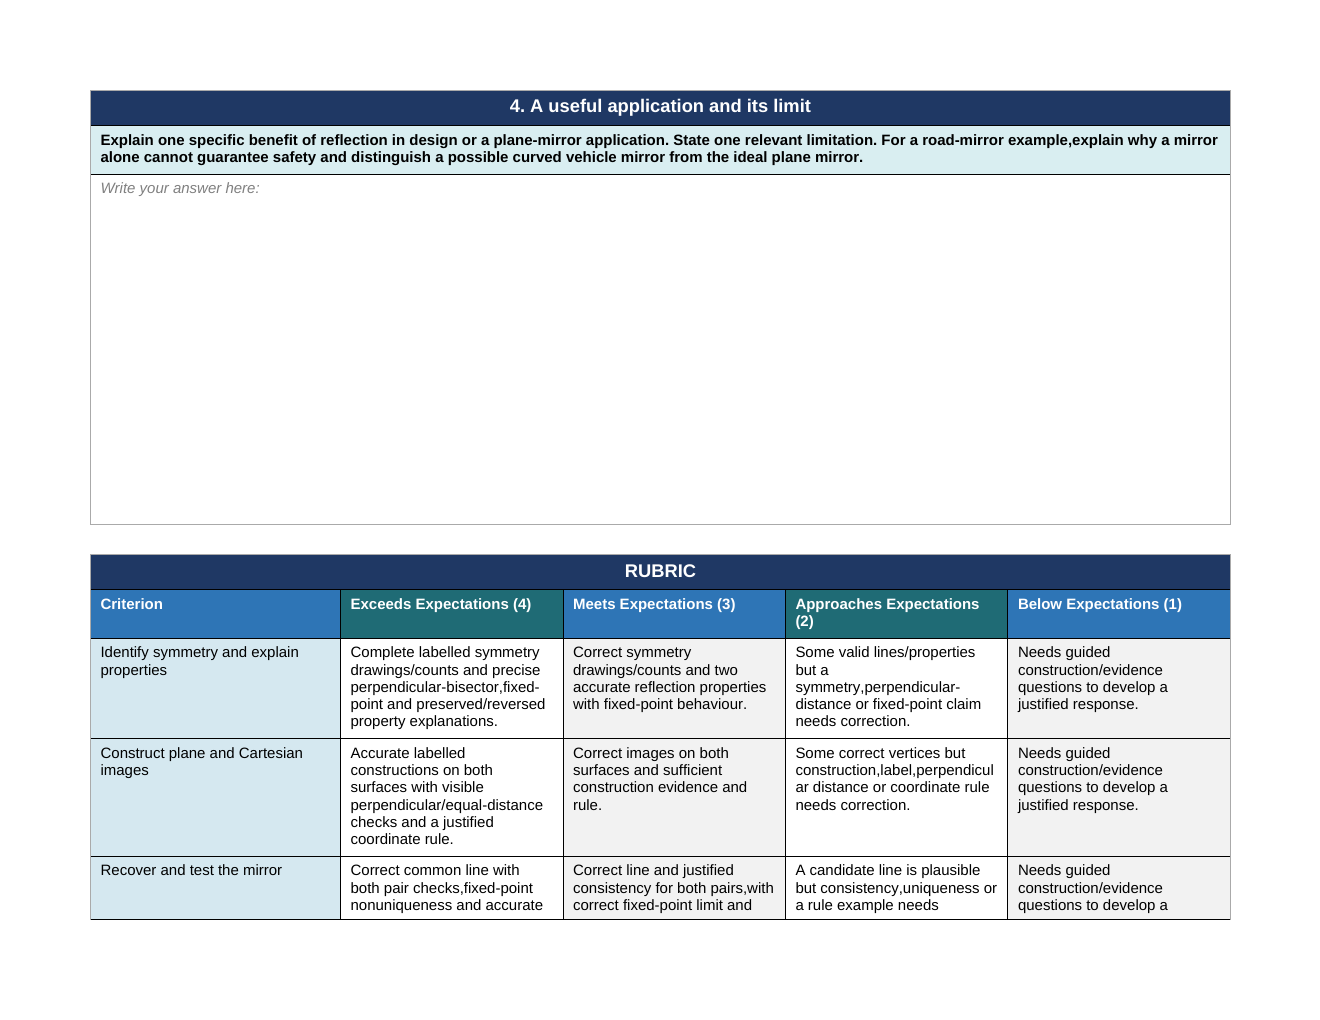 4. A useful application and its limit
Explain one specific benefit of reflection in design or a plane-mirror application. State one relevant limitation. For a road-mirror example,explain why a mirror
alone cannot guarantee safety and distinguish a possible curved vehicle mirror from the ideal plane mirror.
Write your answer here:
RUBRIC
Criterion
Exceeds Expectations (4)
Meets Expectations (3)
Approaches Expectations
(2)
Below Expectations (1)
Identify symmetry and explain
properties
Complete labelled symmetry
drawings/counts and precise
perpendicular-bisector,fixed-
point and preserved/reversed
property explanations.
Correct symmetry
drawings/counts and two
accurate reflection properties
with fixed-point behaviour.
Some valid lines/properties
but a
symmetry,perpendicular-
distance or fixed-point claim
needs correction.
Needs guided
construction/evidence
questions to develop a
justified response.
Construct plane and Cartesian
images
Accurate labelled
constructions on both
surfaces with visible
perpendicular/equal-distance
checks and a justified
coordinate rule.
Correct images on both
surfaces and sufficient
construction evidence and
rule.
Some correct vertices but
construction,label,perpendicul
ar distance or coordinate rule
needs correction.
Needs guided
construction/evidence
questions to develop a
justified response.
Recover and test the mirror
Correct common line with
both pair checks,fixed-point
nonuniqueness and accurate
Correct line and justified
consistency for both pairs,with
correct fixed-point limit and
A candidate line is plausible
but consistency,uniqueness or
a rule example needs
Needs guided
construction/evidence
questions to develop a